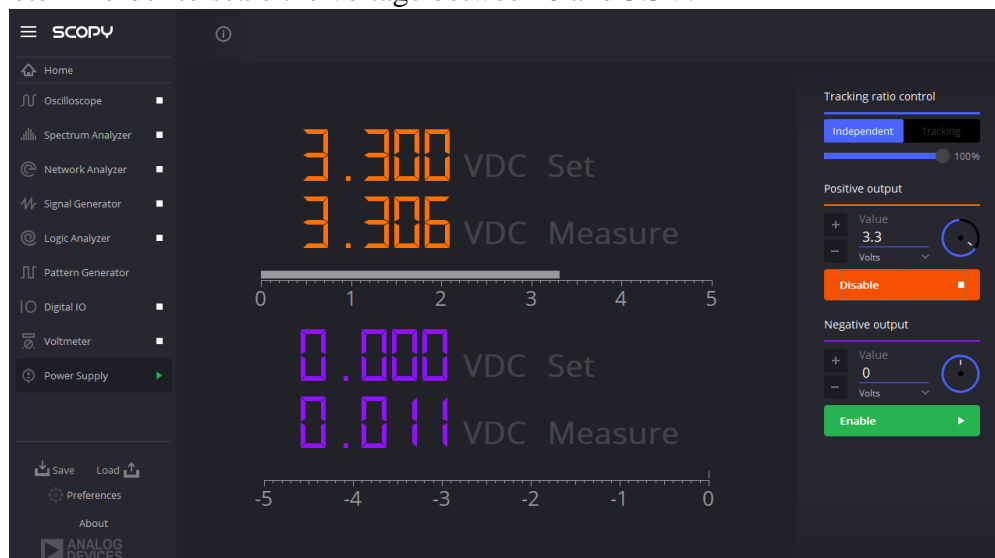 SCOPY
Home
Oscilloscope
Spectrum Analyzer
Network Analyzer
Signal Generator
Logic Analyzer
Pattern Generator
Digital IO
Voltmeter
Power Supply
Save Load
Preferences
About
ANALOG
DEVICES
3.300 VDC Set
3.306 VDC Measure
0 1 2 3 4 5
0.000 VDC Set
0.011 VDC Measure
-5 -4 -3 -2 -1 0
Tracking ratio control
Independent Tracking
100%
Positive output
+ Value
3.3
- Volts
Disable
Negative output
+ Value
0
- Volts
Enable